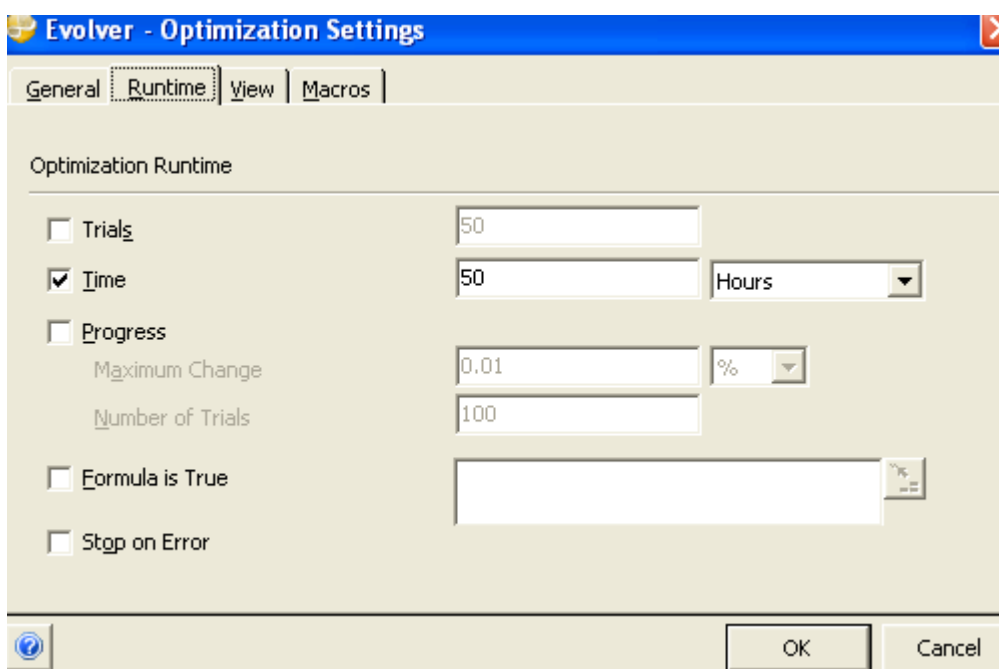 Evolver - Optimization Settings
General Runtime View Macros
Optimization Runtime
Trials 50
Time 50 Hours
Progress
Maximum Change 0.01 %
Number of Trials 100
Formula is True
Stop on Error
OK Cancel